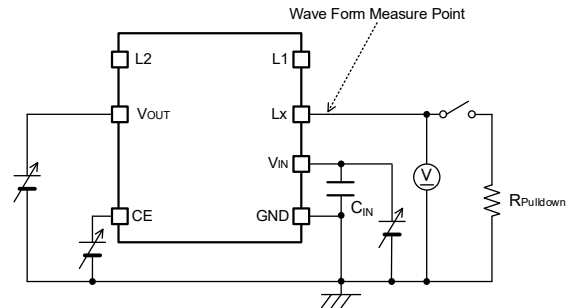 Wave Form Measure Point
L2
L1
VOUT
Lx
VIN
V
CIN
RPulldown
CE
GND